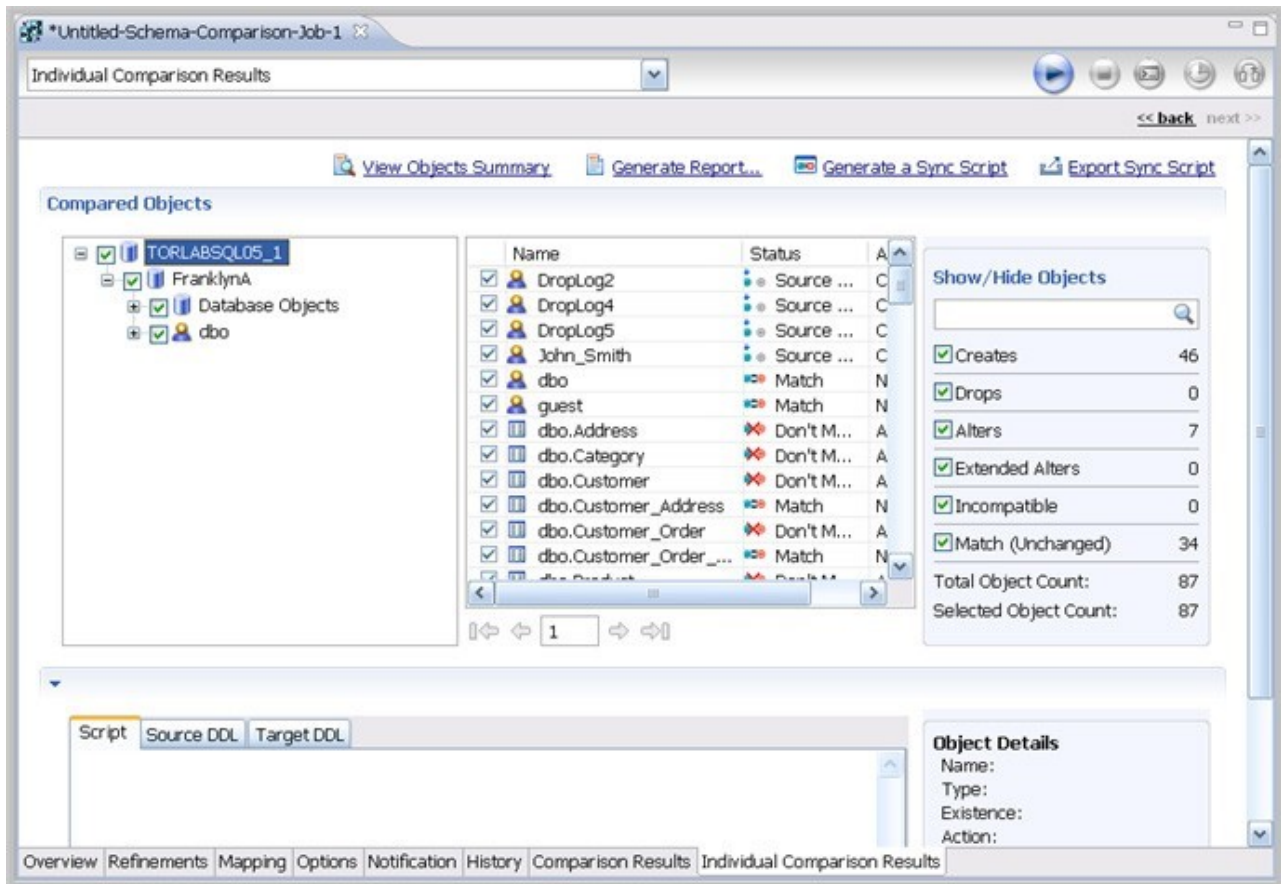 *Untitled-Schema-Comparison-Job-1
Individual Comparison Results
<< back next >>
View Objects Summary Generate Report... Generate a Sync Script Export Sync Script
Compared Objects
TORLABSQL05_1
FranklynA
Database Objects
dbo
Name Status A
DropLog2 Source ... C
DropLog4 Source ... C
DropLog5 Source ... C
John_Smith Source ... C
dbo Match N
guest Match N
dbo.Address Don't M... A
dbo.Category Don't M... A
dbo.Customer Don't M... A
dbo.Customer_Address Match N
dbo.Customer_Order Don't M... A
dbo.Customer_Order_... Match N
dbo.Product Don't M... A
1
Show/Hide Objects
Creates 46
Drops 0
Alters 7
Extended Alters 0
Incompatible 0
Match (Unchanged) 34
Total Object Count: 87
Selected Object Count: 87
Script Source DDL Target DDL
Object Details
Name:
Type:
Existence:
Action:
Overview Refinements Mapping Options Notification History Comparison Results Individual Comparison Results